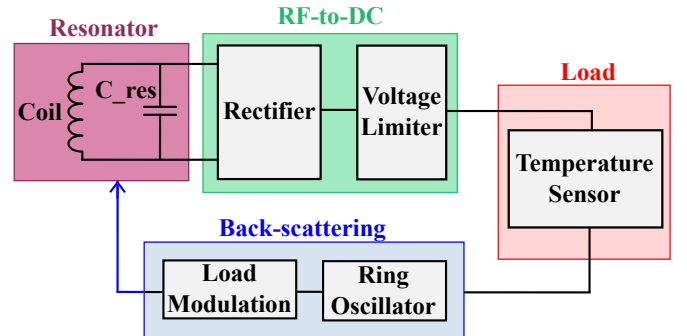 RF-to-DC
Resonator
Coil
C_res
Rectifier
Voltage
Limiter
Load
Temperature
Sensor
Back-scattering
Load
Modulation
Ring
Oscillator